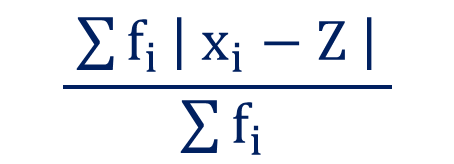 ∑ fᵢ | xᵢ − Z |
∑ fᵢ